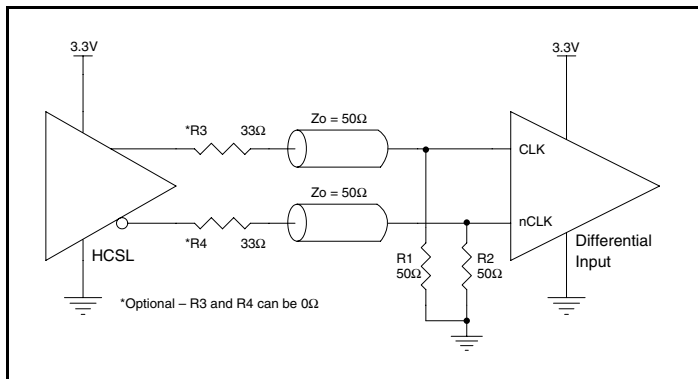 3.3V
3.3V
*R3 33Ω
Zo = 50Ω
CLK
Zo = 50Ω
nCLK
*R4 33Ω
HCSL
R1
50Ω
R2
50Ω
Differential
Input
*Optional – R3 and R4 can be 0Ω